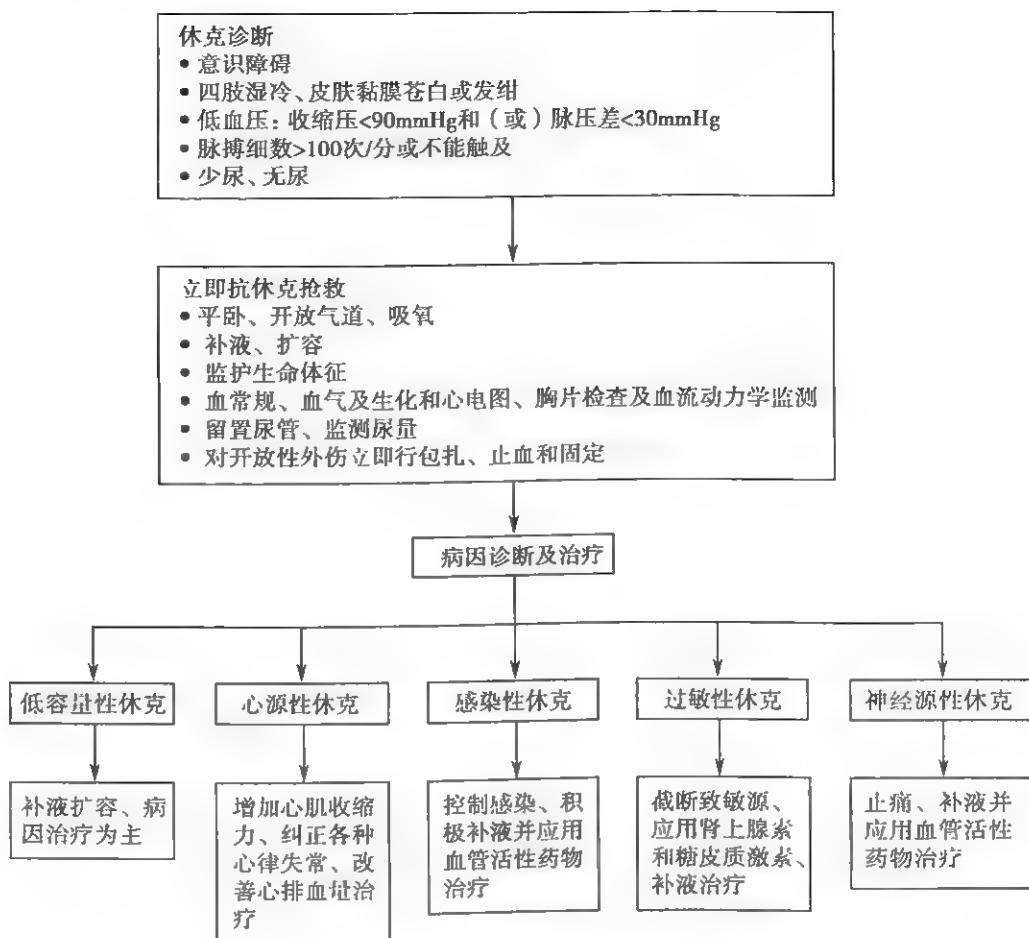 休克诊断
• 意识障碍
• 四肢湿冷、皮肤黏膜苍白或发绀
• 低血压：收缩压<90mmHg和（或）脉压差<30mmHg
• 脉搏细数>100次/分或不能触及
• 少尿、无尿
立即抗休克抢救
• 平卧、开放气道、吸氧
• 补液、扩容
• 监护生命体征
• 血常规、血气及生化和心电图、胸片检查及血流动力学监测
• 留置尿管、监测尿量
• 对开放性外伤立即行包扎、止血和固定
病因诊断及治疗
低容量性休克
心源性休克
感染性休克
过敏性休克
神经源性休克
补液扩容、病
因治疗为主
增加心肌收缩
力、纠正各种
心律失常、改
善心排血量治
疗
控制感染、积
极补液并应用
血管活性药物
治疗
截断致敏源、
应用肾上腺素
和糖皮质激素、
补液治疗
止痛、补液并
应用血管活性
药物治疗